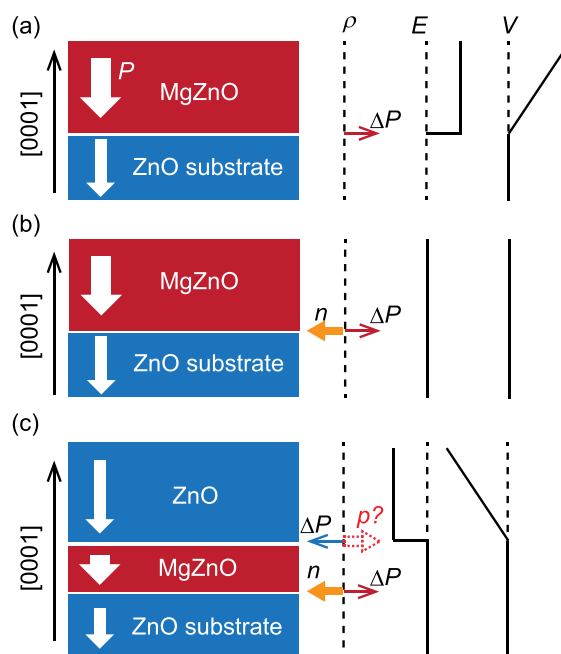 (a)
ρ E V
P
MgZnO
[0001]
ΔP
ZnO substrate
(b)
MgZnO
[0001]
n
ΔP
ZnO substrate
(c)
ZnO
[0001]
ΔP
p?
MgZnO
n
ΔP
ZnO substrate